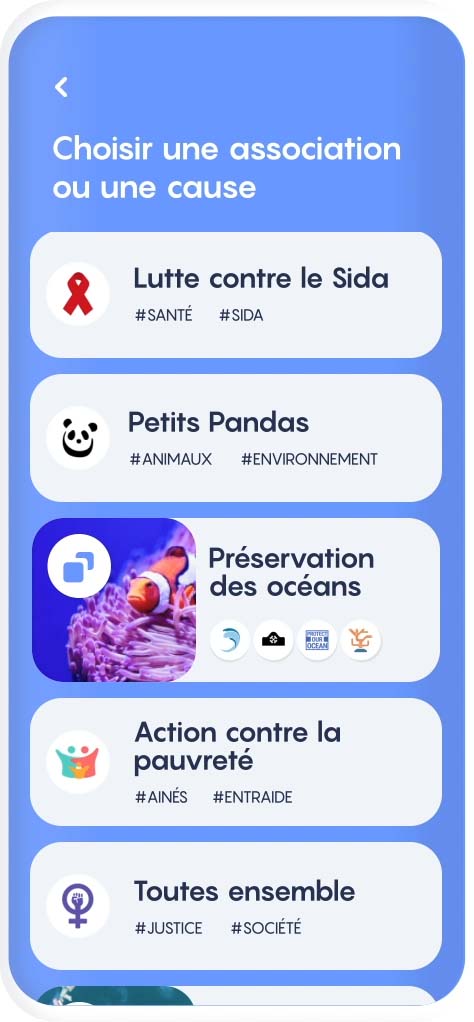 Choisir une association
ou une cause
Lutte contre le Sida
#SANTÉ #SIDA
Petits Pandas
#ANIMAUX #ENVIRONNEMENT
Préservation
des océans
PROTECT
OUR
OCEAN
Action contre la
pauvreté
#AINÉS #ENTRAIDE
Toutes ensemble
#JUSTICE #SOCIÉTÉ